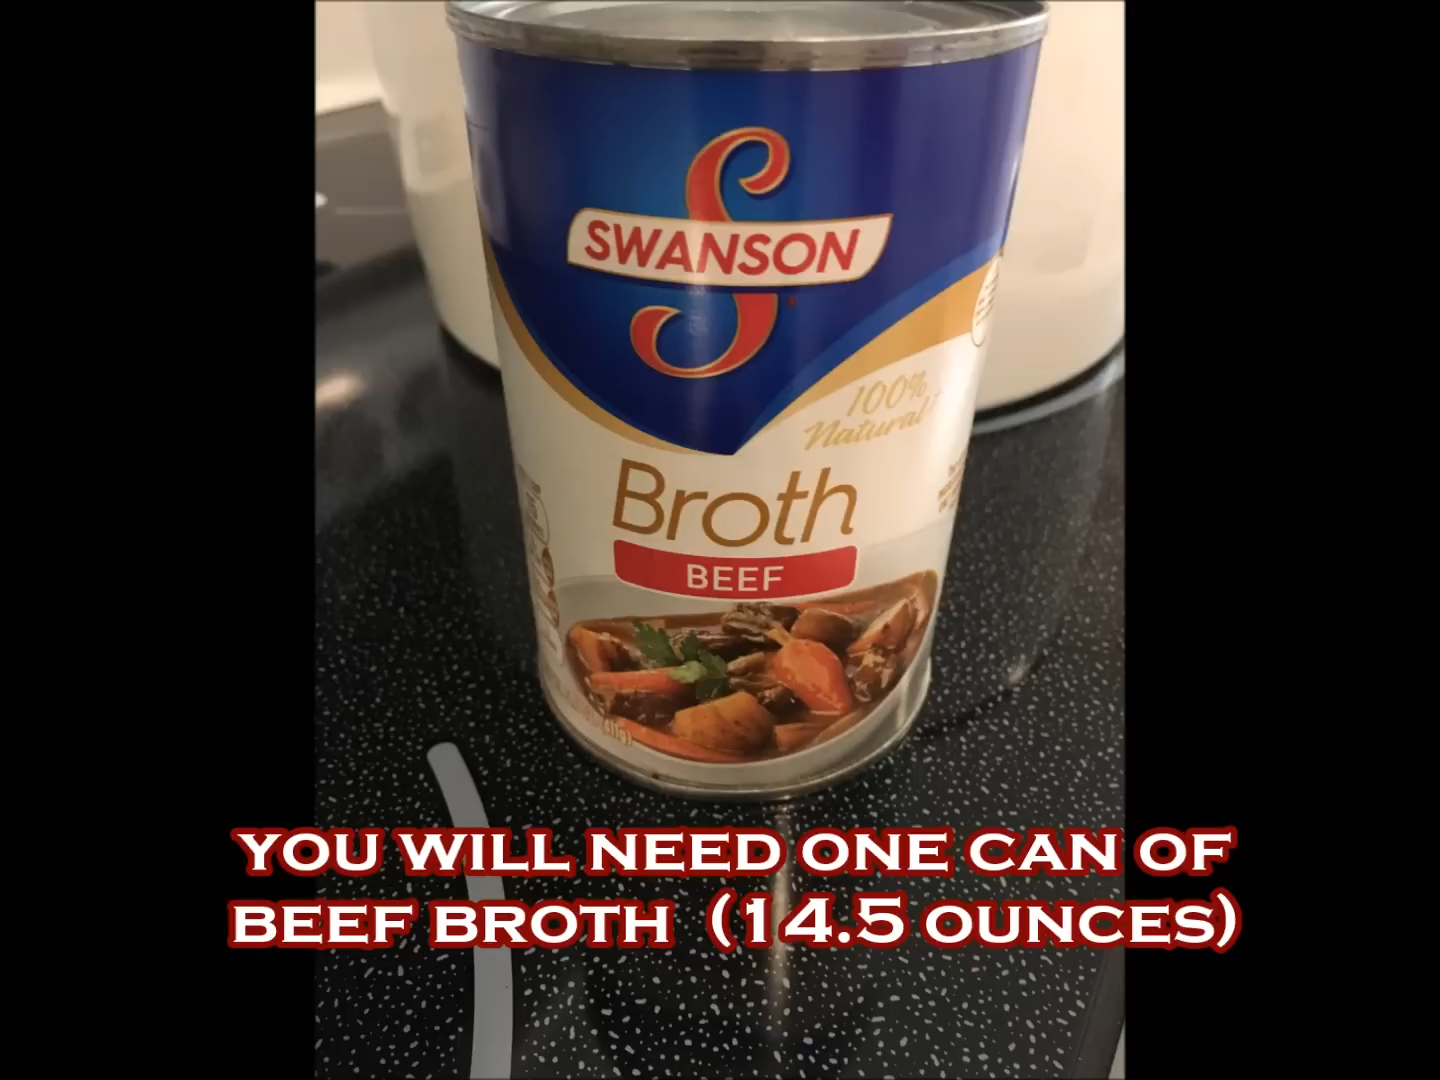 SWANSON
100%
Natural
Broth
BEEF
YOU WILL NEED ONE CAN OF
BEEF BROTH (14.5 OUNCES)